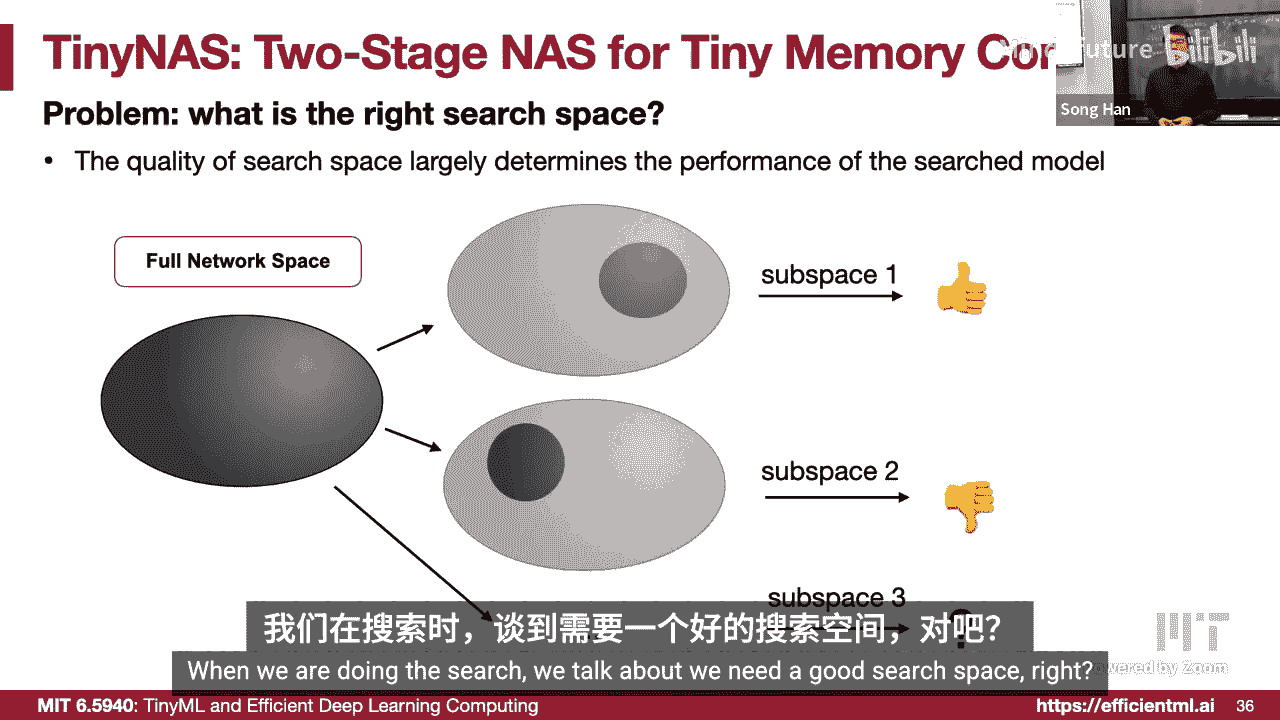 TinyNAS: Two-Stage NAS for Tiny Memory
Song Han
Problem: what is the right search space?
• The quality of search space largely determines the performance of the searched model
Full Network Space
subspace 1
subspace 2
subspace 3
我们在搜索时，谈到需要一个好的搜索空间，对吧？
When we are doing the search, we talk about we need a good search space, right?
MIT
Powered by Zoom
MIT 6.5940: TinyML and Efficient Deep Learning Computing
https://efficientml.ai
36